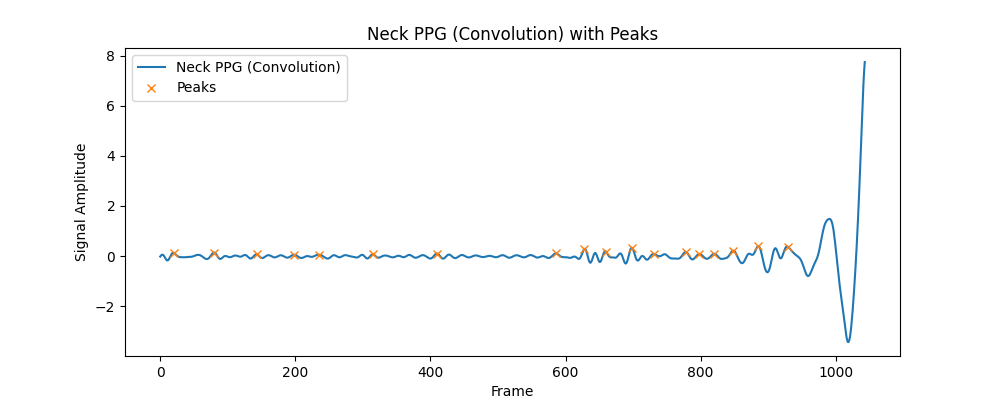 Neck PPG (Convolution) with Peaks
Neck PPG (Convolution)
Peaks
Signal Amplitude
8
6
4
2
0
−2
0 200 400 600 800 1000
Frame